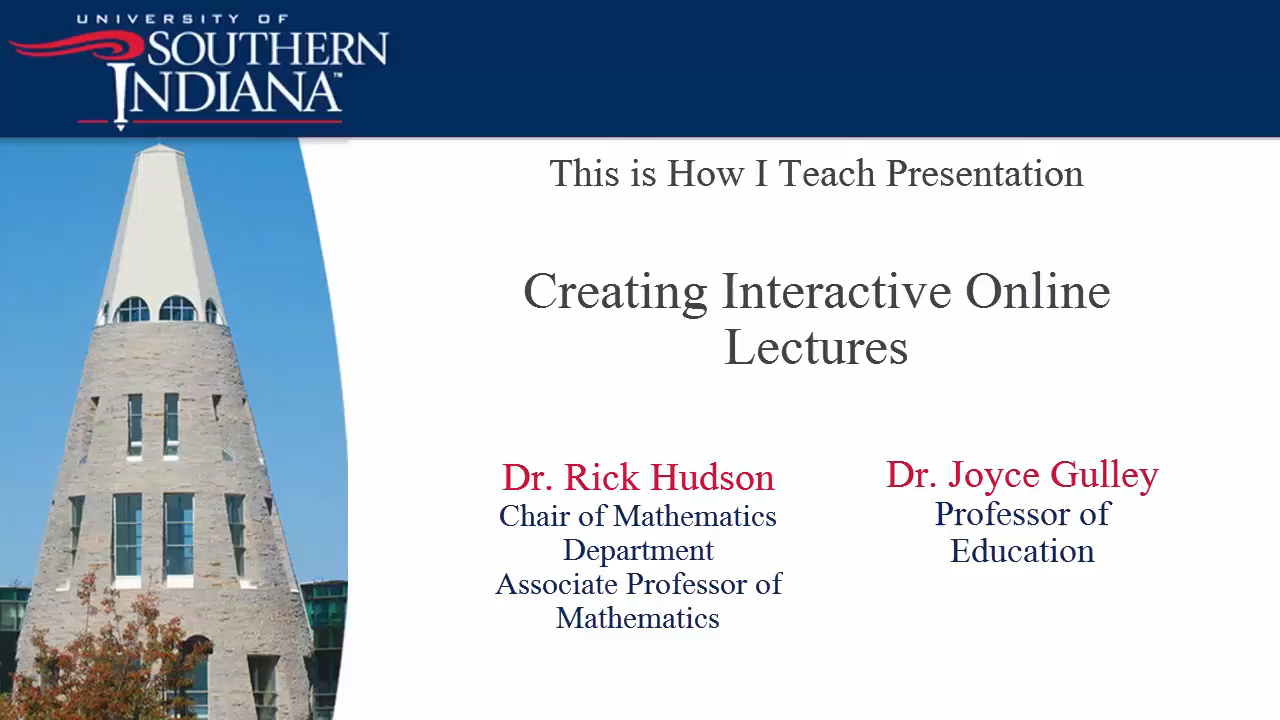 UNIVERSITY OF
SOUTHERN
INDIANA™
This is How I Teach Presentation
Creating Interactive Online
Lectures
Dr. Rick Hudson
Chair of Mathematics
Department
Associate Professor of
Mathematics
Dr. Joyce Gulley
Professor of
Education